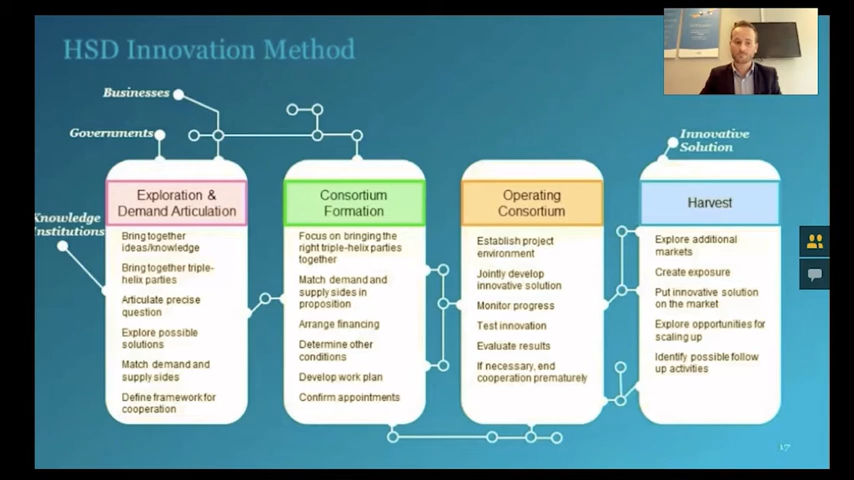 HSD Innovation Method
Businesses
Governments
Knowledge
Institutions
Innovative
Solution
Exploration &
Demand Articulation
Bring together
ideas/knowledge
Bring together triple-
helix parties
Articulate precise
question
Explore possible
solutions
Match demand and
supply sides
Define framework for
cooperation
Consortium
Formation
Focus on bringing the
right triple-helix parties
together
Match demand and
supply sides in
proposition
Arrange financing
Determine other
conditions
Develop work plan
Confirm appointments
Operating
Consortium
Establish project
environment
Jointly develop
innovative solution
Monitor progress
Test innovation
Evaluate results
If necessary, end
cooperation prematurely
Harvest
Explore additional
markets
Create exposure
Put innovative solution
on the market
Explore opportunities for
scaling up
Identify possible follow
up activities
17